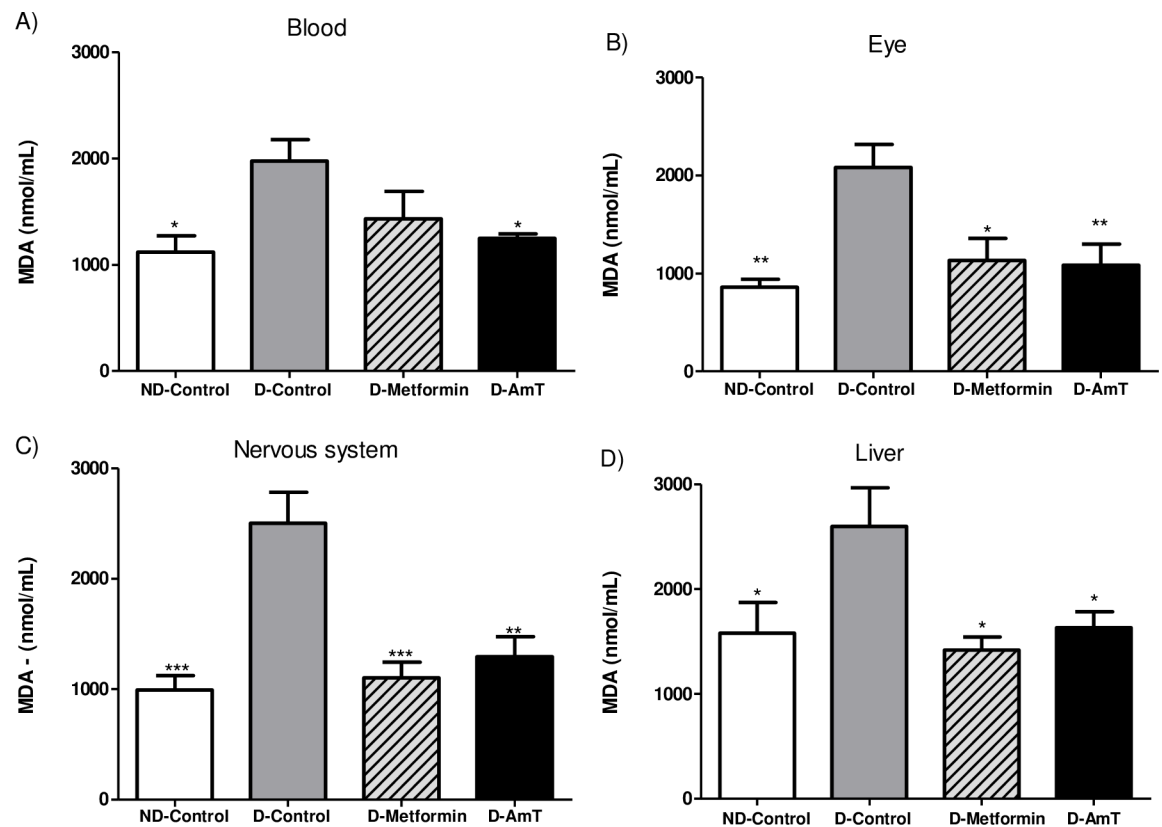 A)
Blood
3000
2000
1000
0
MDA (nmol/mL)
*
*
ND-Control D-Control D-Metformin D-AmT
B)
Eye
3000
2000
1000
0
MDA (nmol/mL)
**
*
**
ND-Control D-Control D-Metformin D-AmT
C)
Nervous system
3000
2000
1000
0
MDA - (nmol/mL)
***
***
**
ND-Control D-Control D-Metformin D-AmT
D)
Liver
3000
2000
1000
0
MDA (nmol/mL)
*
*
*
ND-Control D-Control D-Metformin D-AmT